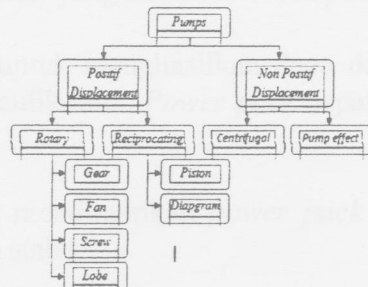 Pumps
Positif
Displacement
Non Positif
Displacement
Rotary
Reciprocating
Centrifugal
Pump effect
Gear
Piston
Fan
Diapgram
Screw
Lobe